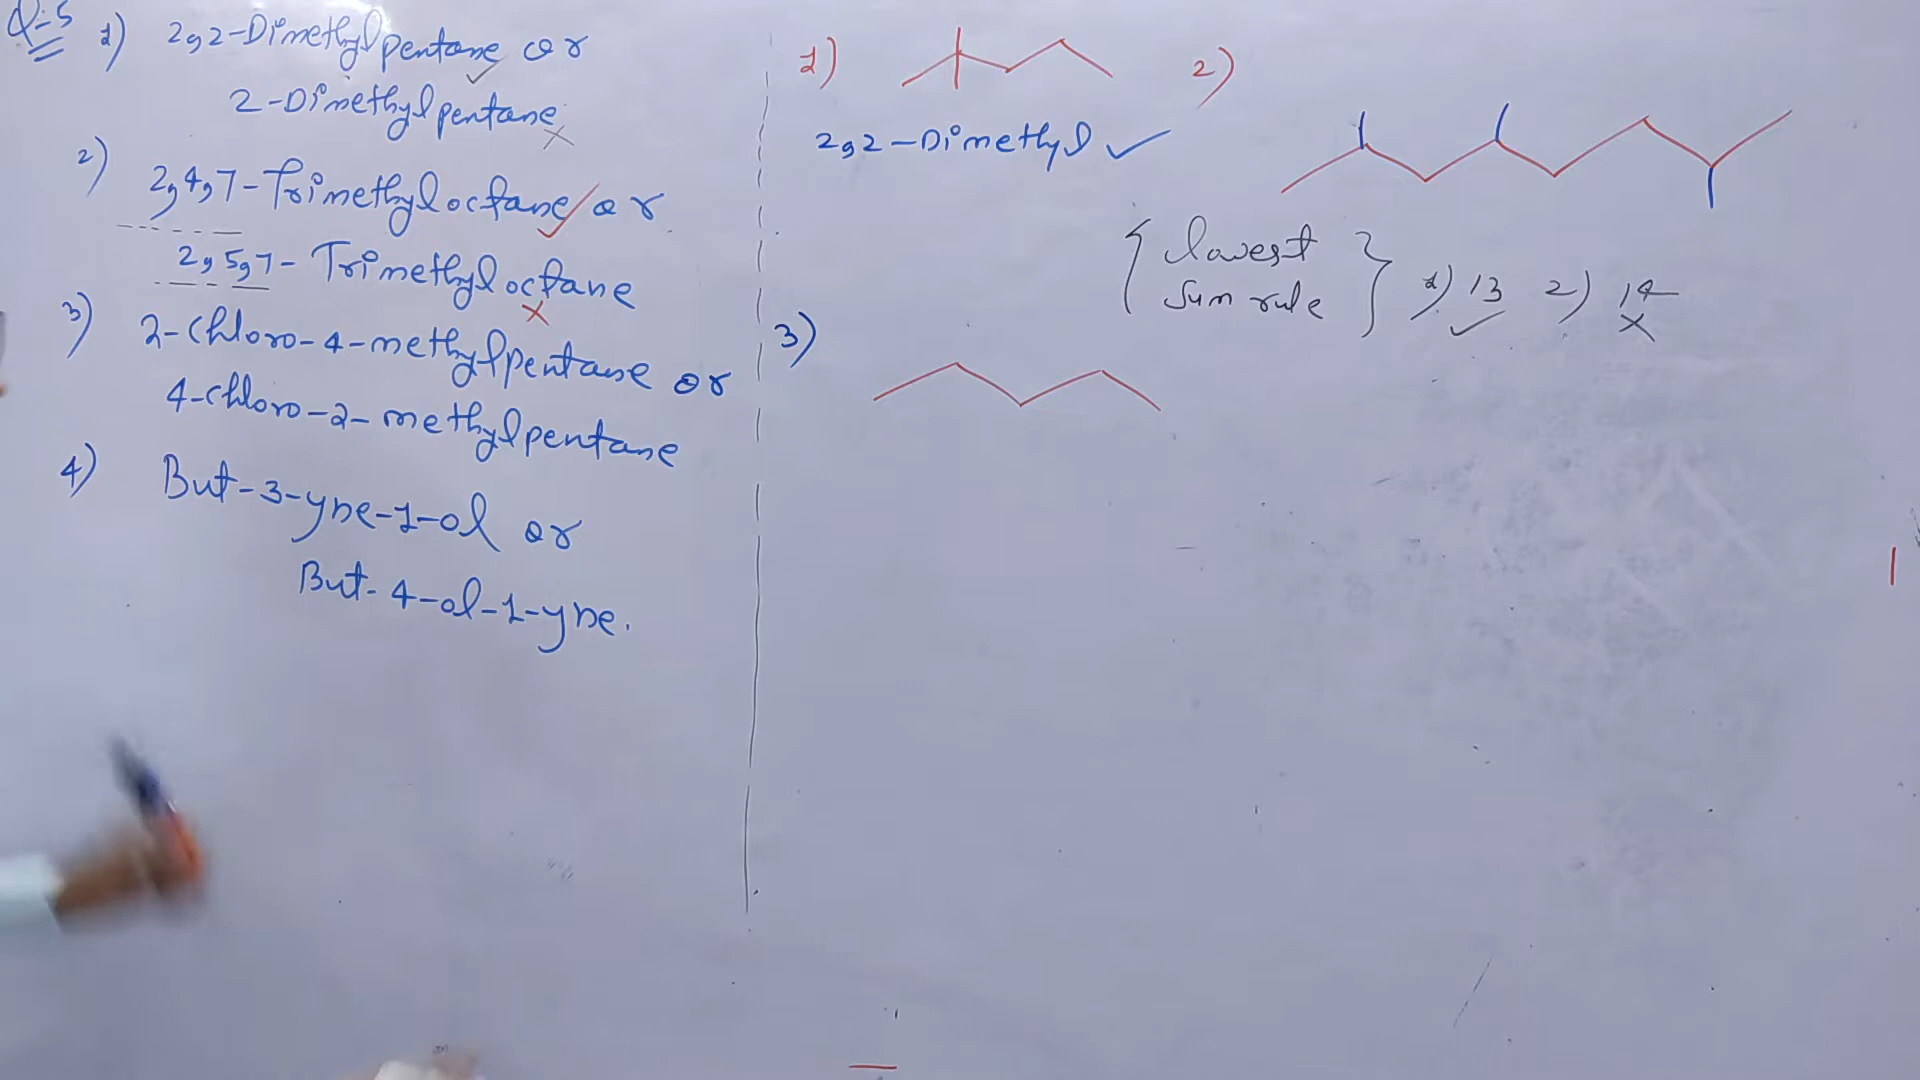 Q-5 1) 2,2-Dimethylpentane or
2-Dimethylpentane
2) 2,4,7-Trimethyloctane or
2,5,7-Trimethyloctane
3) 2-Chloro-4-methylpentane or
4-Chloro-2-methylpentane
4) But-3-yne-1-ol or
But-4-ol-1-yne.
1)
2,2-Dimethyl ✓
2)
{ lowest sum rule } 1) 13 2) 14
3)